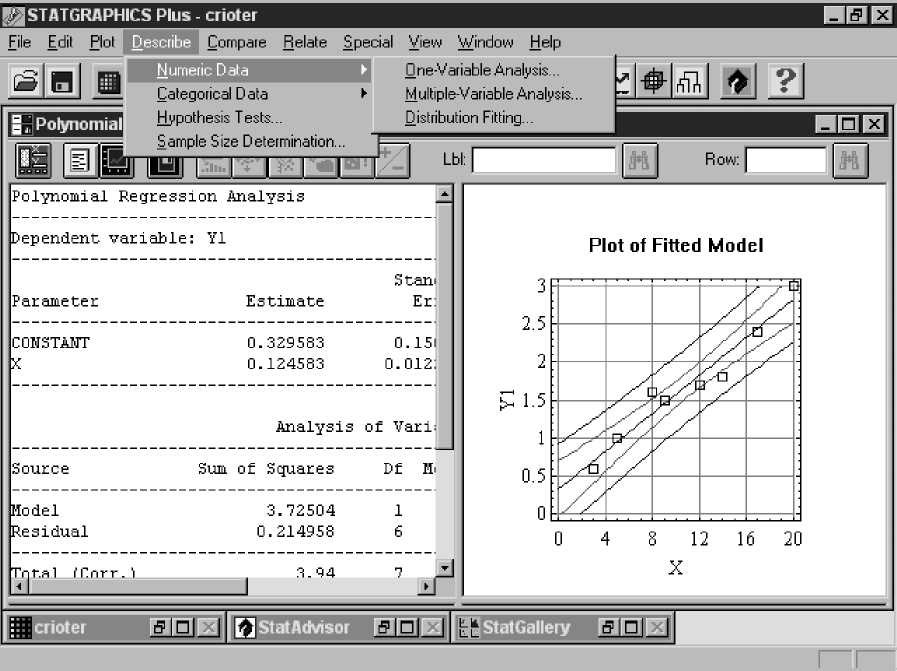 STATGRAPHICS Plus - crioter
File Edit Plot Describe Compare Relate Special View Window Help
Numeric Data
Categorical Data
Hypothesis Tests...
Sample Size Determination...
One-Variable Analysis...
Multiple-Variable Analysis...
Distribution Fitting...
Polynomial
Lbl: Row:
Polynomial Regression Analysis
Dependent variable: Y1
Stan
Parameter Estimate Er
CONSTANT 0.329583 0.15
X 0.124583 0.012
Analysis of Vari
Source Sum of Squares Df M
Model 3.72504 1
Residual 0.214958 6
Total (Corr.) 3.94 7
Plot of Fitted Model
3
2.5
2
1.5
1
0.5
0
Y1
0 4 8 12 16 20
X
crioter StatAdvisor StatGallery